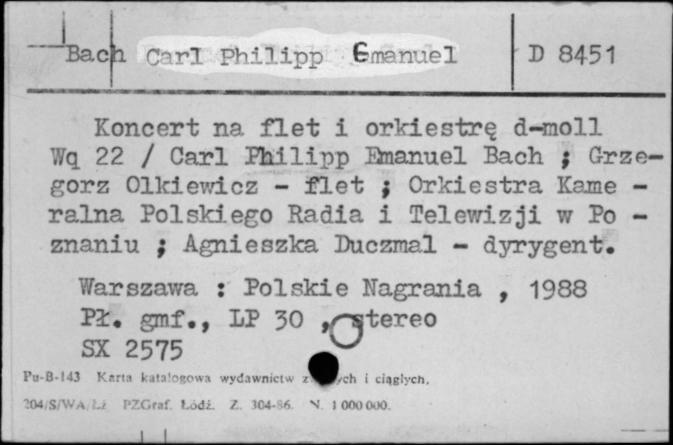 Bach Carl Philipp Emanuel D 8451
Koncert na flet i orkiestrę d-moll
Wq 22 / Carl Philipp Emanuel Bach ; Grze-
gorz Olkiewicz - flet ; Orkiestra Kame -
ralna Polskiego Radia i Telewizji w Po -
znaniu ; Agnieszka Duczmal - dyrygent.
Warszawa : Polskie Nagrania , 1988
Pł. gmf., LP 30 , stereo
SX 2575
Pu-B-143 Karta katalogowa wydawnictw i ciągłych.
204/S/WA/Łż PZGraf. Łódź. Z. 304-86. N. 1 000 000.